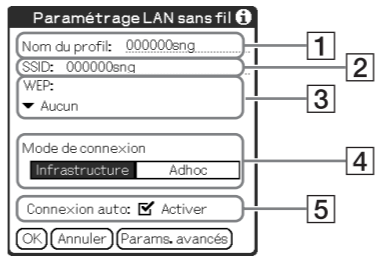 Paramétrage LAN sans fil
Nom du profil: 000000sng
1
SSID: 000000sng
2
WEP:
Aucun
3
Mode de connexion
Infrastructure Adhoc
4
Connexion auto: Activer
5
OK Annuler Params. avancés